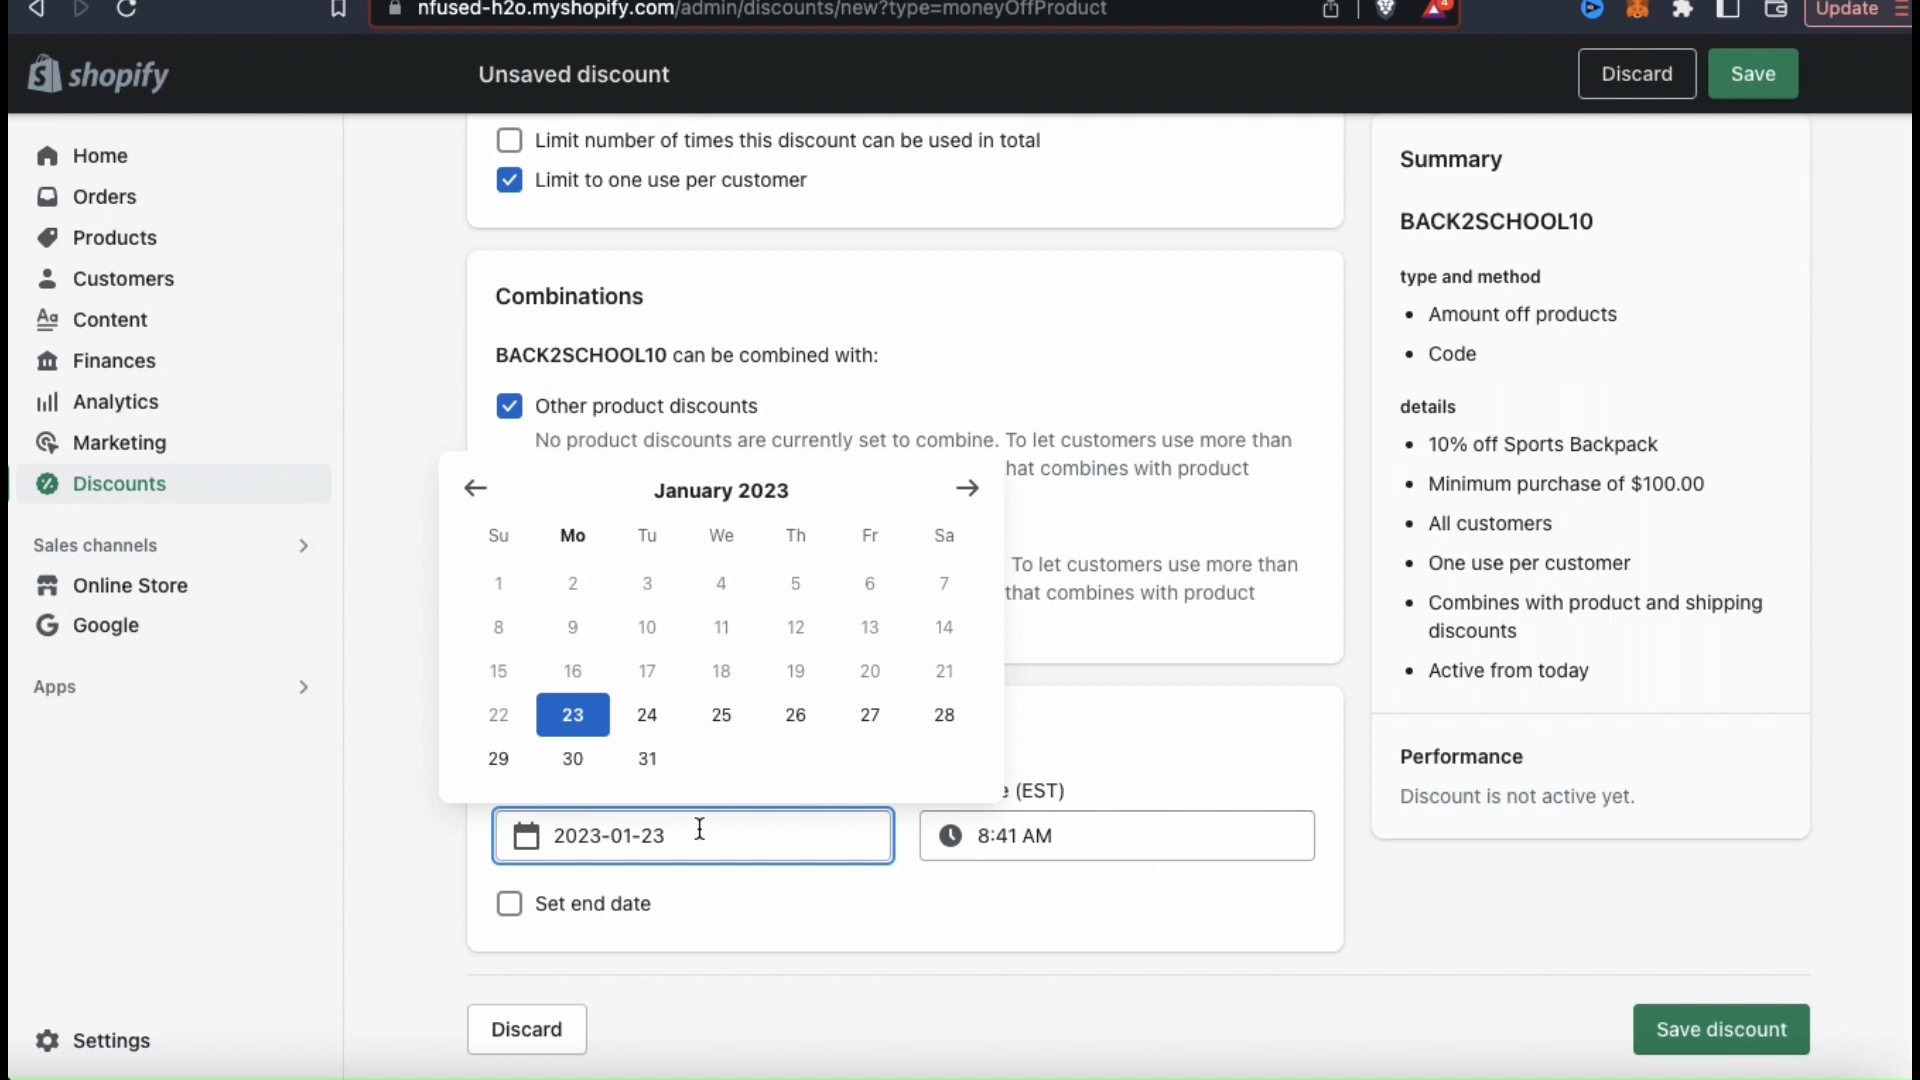 nfused-h2o.myshopify.com/admin/discounts/new?type=moneyOffProduct
4
Update
shopify
Unsaved discount
Discard
Save
Home
Orders
Products
Customers
Content
Finances
Analytics
Marketing
Discounts
Sales channels
Online Store
Google
Apps
Settings
Limit number of times this discount can be used in total
Limit to one use per customer
Combinations
BACK2SCHOOL10 can be combined with:
Other product discounts
No product discounts are currently set to combine. To let customers use more than
hat combines with product
To let customers use more than
that combines with product
January 2023
Su Mo Tu We Th Fr Sa
1 2 3 4 5 6 7
8 9 10 11 12 13 14
15 16 17 18 19 20 21
22 23 24 25 26 27 28
29 30 31
e (EST)
2023-01-23
8:41 AM
Set end date
Discard
Save discount
Summary
BACK2SCHOOL10
type and method
• Amount off products
• Code
details
• 10% off Sports Backpack
• Minimum purchase of $100.00
• All customers
• One use per customer
• Combines with product and shipping
discounts
• Active from today
Performance
Discount is not active yet.